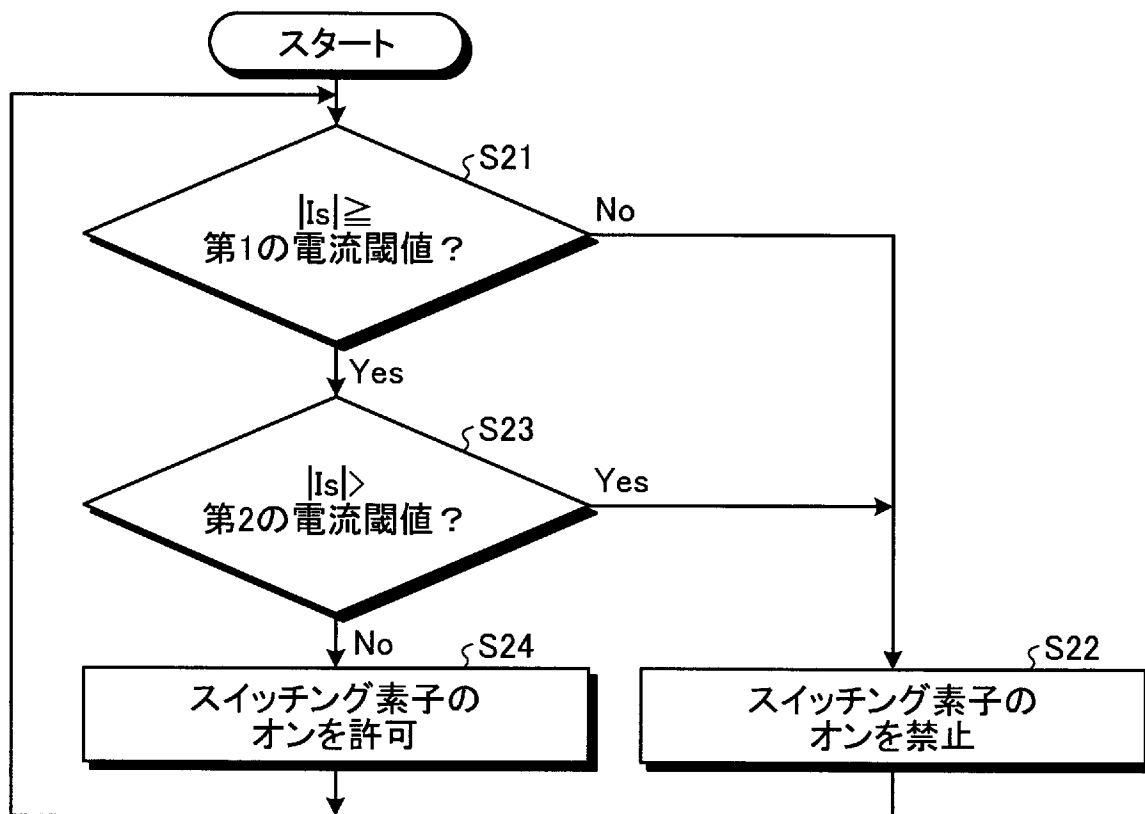 スタート
S21
|Is|≧
第1の電流閾値？
No
Yes
S23
|Is|>
第2の電流閾値？
Yes
No
S24
スイッチング素子の
オンを許可
S22
スイッチング素子の
オンを禁止